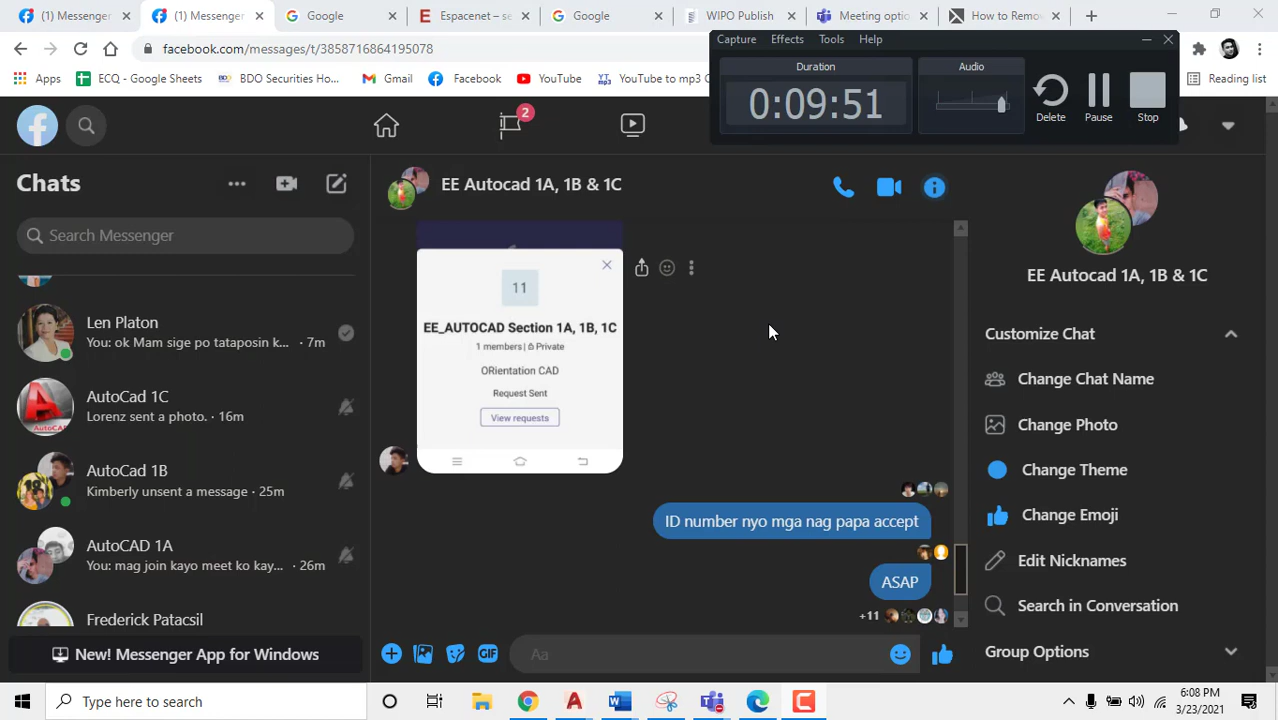 (1) Messenger
(1) Messenger
Google
Espacenet – se
Google
WIPO Publish
Meeting optio
How to Remov
facebook.com/messages/t/3858716864195078
Capture Effects Tools Help
Duration
0:09:51
Audio
Delete Pause Stop
Apps
ECQ - Google Sheets
BDO Securities Ho...
Gmail
Facebook
YouTube
YouTube to mp3 C
Reading list
2
Chats
Search Messenger
Len Platon
You: ok Mam sige po tataposin k... · 7m
AutoCad 1C
Lorenz sent a photo. · 16m
AutoCad 1B
Kimberly unsent a message · 25m
AutoCAD 1A
You: mag join kayo meet ko kay... · 26m
Frederick Patacsil
New! Messenger App for Windows
EE Autocad 1A, 1B & 1C
11
EE_AUTOCAD Section 1A, 1B, 1C
1 members | Private
ORientation CAD
Request Sent
View requests
ID number nyo mga nag papa accept
ASAP
+11
GIF
Aa
EE Autocad 1A, 1B & 1C
Customize Chat
Change Chat Name
Change Photo
Change Theme
Change Emoji
Edit Nicknames
Search in Conversation
Group Options
Type here to search
6:08 PM
3/23/2021